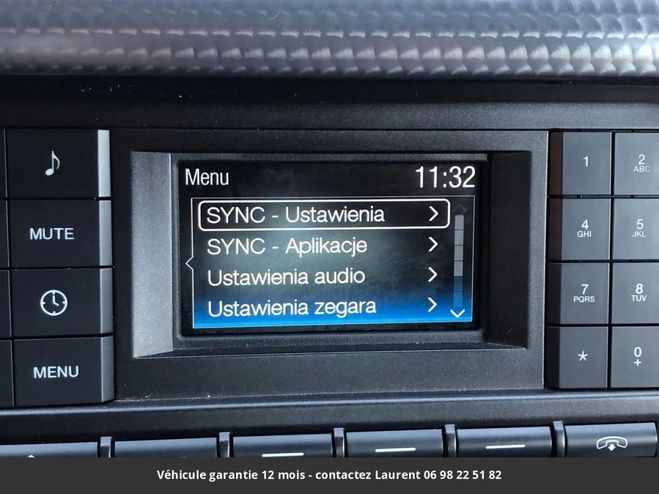 Menu 11:32
SYNC - Ustawienia
SYNC - Aplikacje
Ustawienia audio
Ustawienia zegara
MUTE
MENU
1
2
ABC
4
GHI
5
JKL
7
PQRS
8
TUV
*
0
+
Véhicule garantie 12 mois - contactez Laurent 06 98 22 51 82